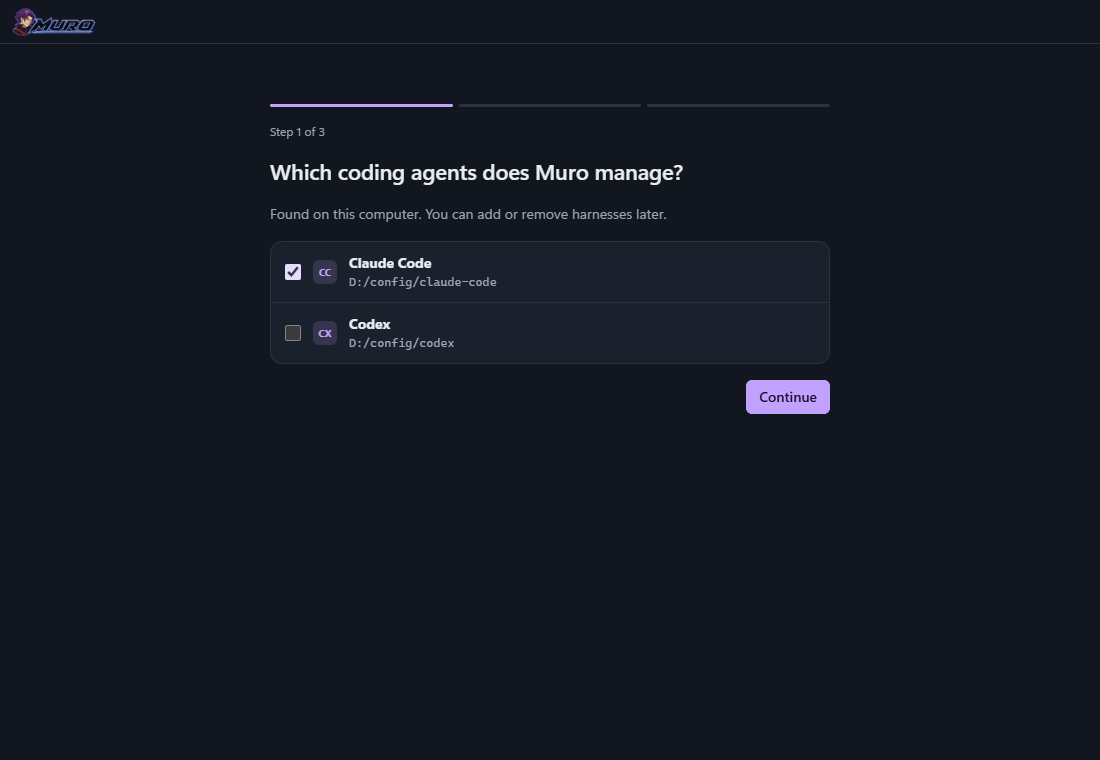 MURO
Step 1 of 3
Which coding agents does Muro manage?
Found on this computer. You can add or remove harnesses later.
CC
Claude Code
D:/config/claude-code
CX
Codex
D:/config/codex
Continue